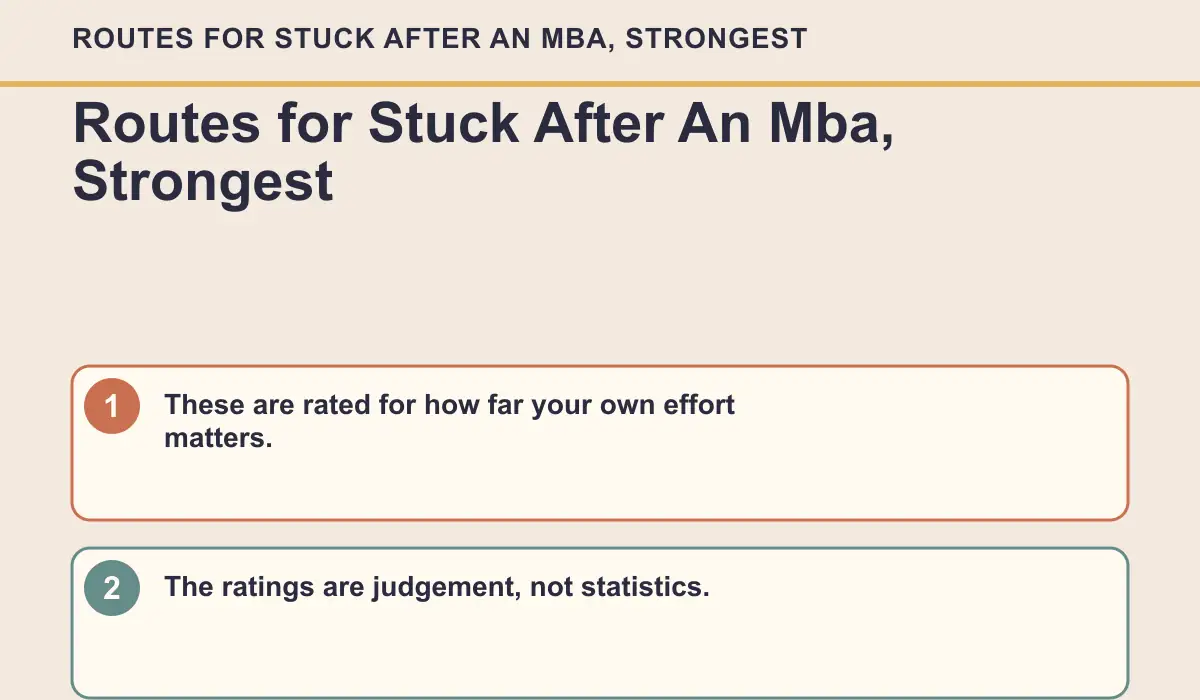 ROUTES FOR STUCK AFTER AN MBA, STRONGEST
Routes for Stuck After An Mba,
Strongest
1
These are rated for how far your own effort
matters.
2
The ratings are judgement, not statistics.